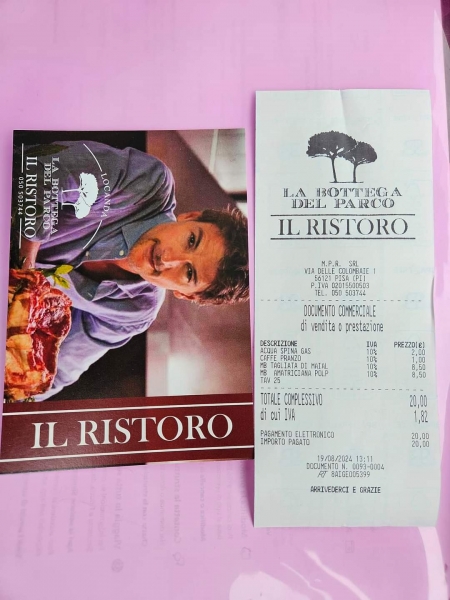 LOCANDA
LA BOTTEGA
DEL PARCO
IL RISTORO
050 503744
IL RISTORO
LA BOTTEGA
DEL PARCO
IL RISTORO
M.P.R. SRL
VIA DELLE COLOMBAIE 1
56121 PISA (PI)
P.IVA 02015500503
TEL. 050 503744
DOCUMENTO COMMERCIALE
di vendita o prestazione
DESCRIZIONE IVA PREZZO(€)
ACQUA SPINA GAS 10% 2,00
CAFFE PRANZO 10% 1,00
MB TAGLIATA DI MAIAL 10% 8,50
MB AMATRICIANA POLP 10% 8,50
TAV 25
TOTALE COMPLESSIVO 20,00
di cui IVA 1,82
PAGAMENTO ELETTRONICO 20,00
IMPORTO PAGATO 20,00
19/08/2024 13:11
DOCUMENTO N. 0093-0004
8AIGE005399
ARRIVEDERCI E GRAZIE